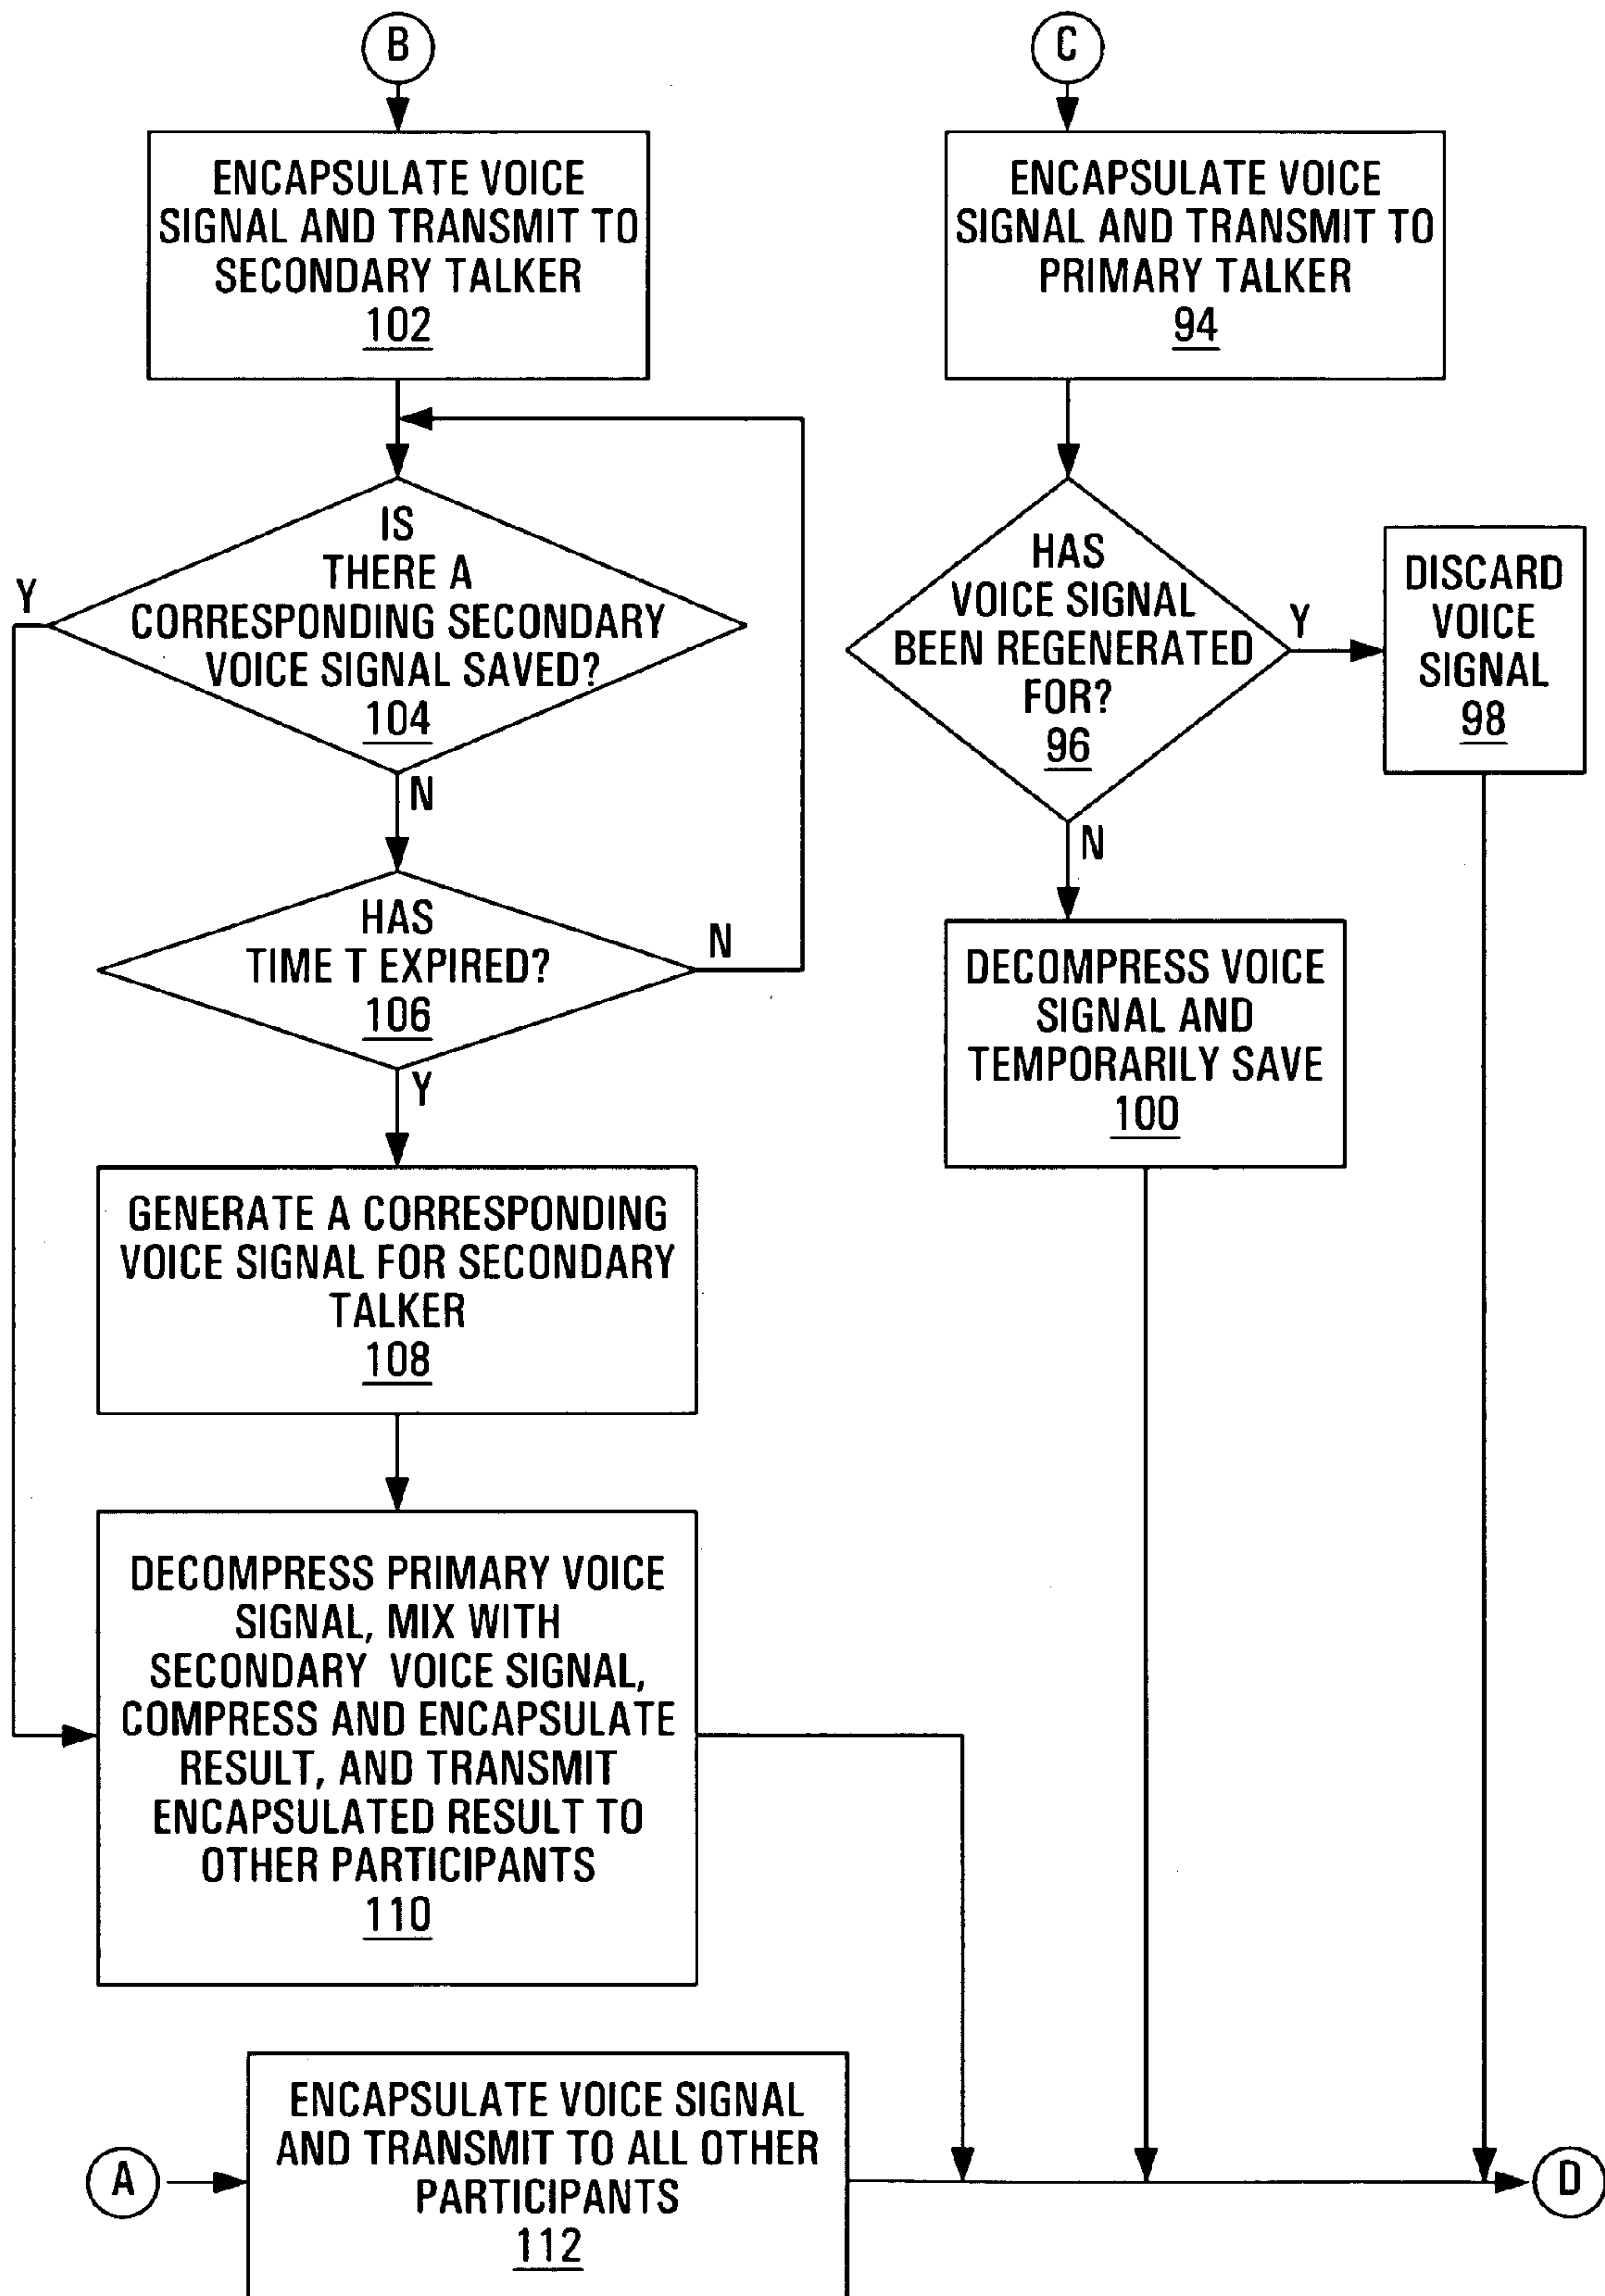 B
ENCAPSULATE VOICE
SIGNAL AND TRANSMIT TO
SECONDARY TALKER
102
IS
THERE A
CORRESPONDING SECONDARY
VOICE SIGNAL SAVED?
104
Y
N
HAS
TIME T EXPIRED?
106
N
Y
GENERATE A CORRESPONDING
VOICE SIGNAL FOR SECONDARY
TALKER
108
DECOMPRESS PRIMARY VOICE
SIGNAL, MIX WITH
SECONDARY VOICE SIGNAL,
COMPRESS AND ENCAPSULATE
RESULT, AND TRANSMIT
ENCAPSULATED RESULT TO
OTHER PARTICIPANTS
110
C
ENCAPSULATE VOICE
SIGNAL AND TRANSMIT TO
PRIMARY TALKER
94
HAS
VOICE SIGNAL
BEEN REGENERATED
FOR?
96
Y
DISCARD
VOICE
SIGNAL
98
N
DECOMPRESS VOICE
SIGNAL AND
TEMPORARILY SAVE
100
A
ENCAPSULATE VOICE SIGNAL
AND TRANSMIT TO ALL OTHER
PARTICIPANTS
112
D